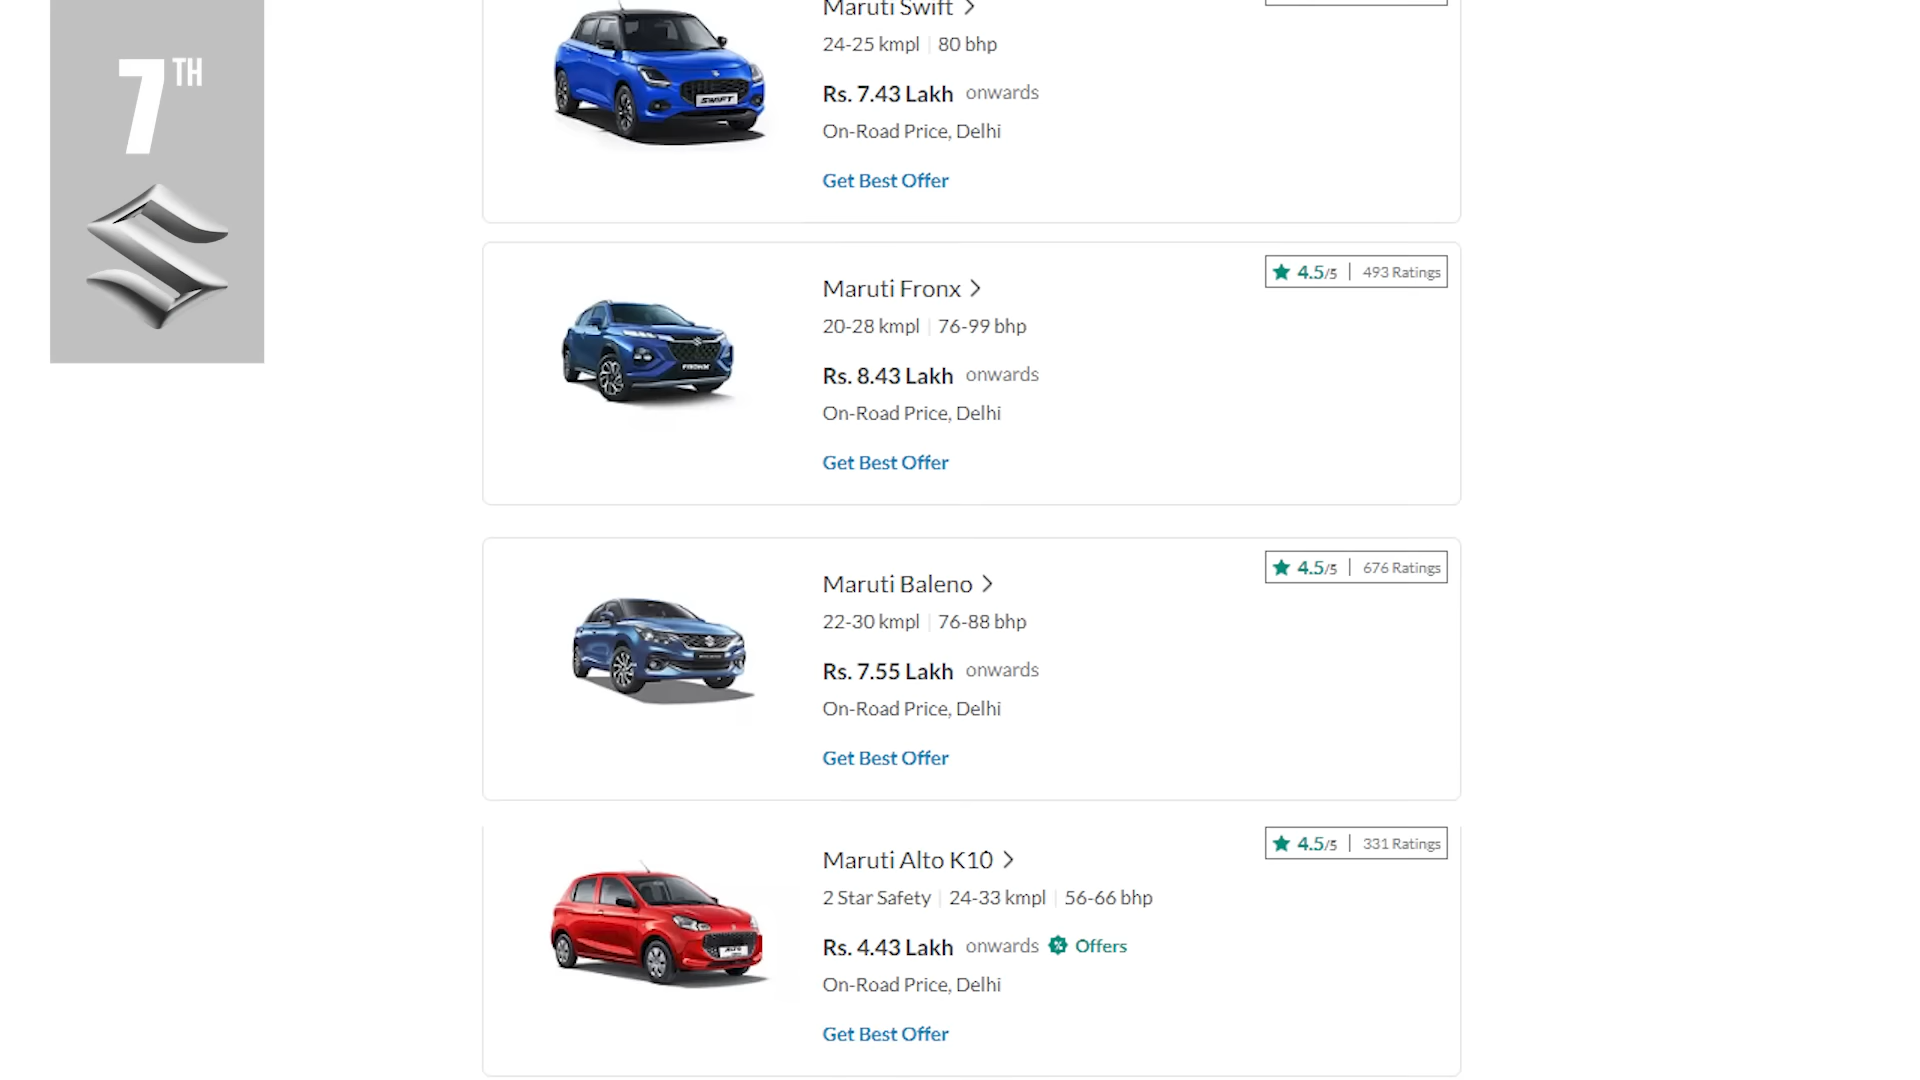 7TH
Maruti Swift >
24-25 kmpl | 80 bhp
Rs. 7.43 Lakh onwards
On-Road Price, Delhi
Get Best Offer
SWIFT
Maruti Fronx >
4.5/5 | 493 Ratings
20-28 kmpl | 76-99 bhp
Rs. 8.43 Lakh onwards
On-Road Price, Delhi
Get Best Offer
FRONX
Maruti Baleno >
4.5/5 | 676 Ratings
22-30 kmpl | 76-88 bhp
Rs. 7.55 Lakh onwards
On-Road Price, Delhi
Get Best Offer
Maruti Alto K10 >
4.5/5 | 331 Ratings
2 Star Safety | 24-33 kmpl | 56-66 bhp
Rs. 4.43 Lakh onwards % Offers
On-Road Price, Delhi
Get Best Offer
ALTO